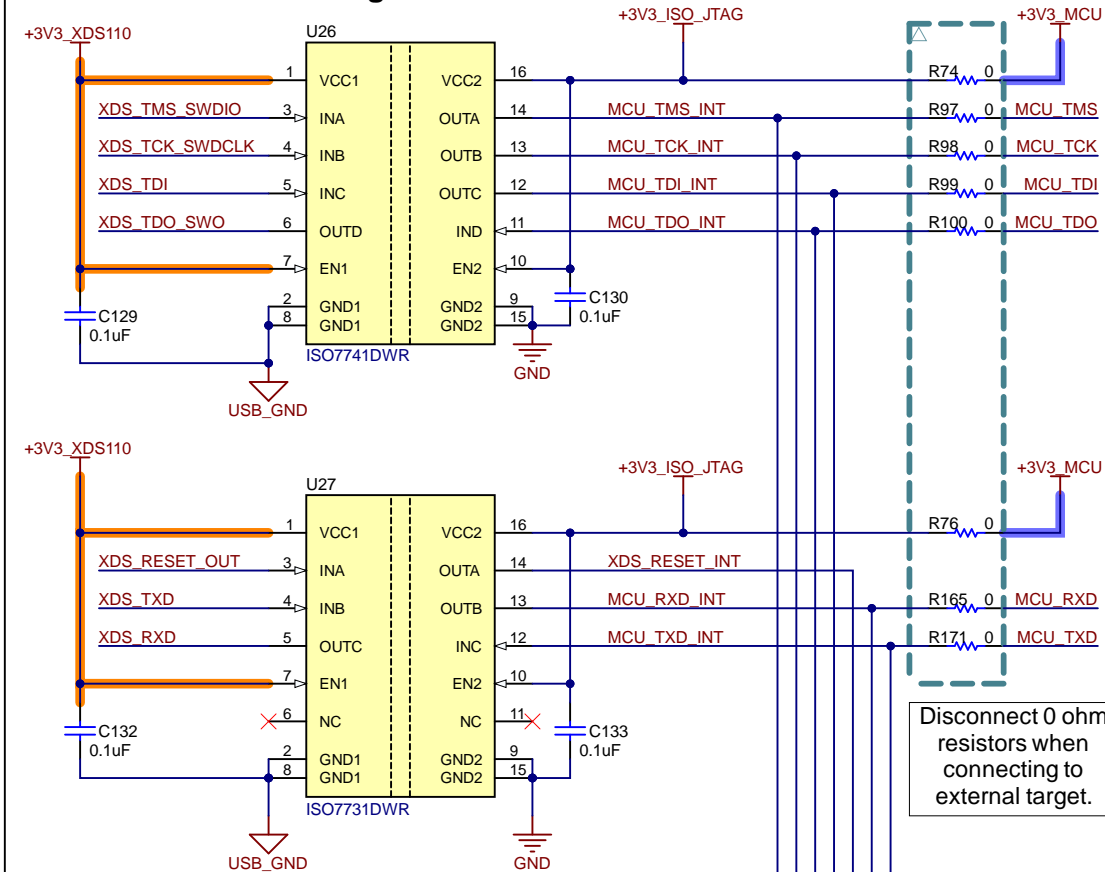 +3V3_XDS110
U26
+3V3_ISO_JTAG
+3V3_MCU
1 VCC1 VCC2 16
R74 0
XDS_TMS_SWDIO 3 INA OUTA 14 MCU_TMS_INT R97 0 MCU_TMS
XDS_TCK_SWDCLK 4 INB OUTB 13 MCU_TCK_INT R98 0 MCU_TCK
XDS_TDI 5 INC OUTC 12 MCU_TDI_INT R99 0 MCU_TDI
XDS_TDO_SWO 6 OUTD IND 11 MCU_TDO_INT R100 0 MCU_TDO
7 EN1 EN2 10
2 GND1 GND2 9
8 GND1 GND2 15
C129
0.1uF
C130
0.1uF
ISO7741DWR
USB_GND
GND
+3V3_XDS110
U27
+3V3_ISO_JTAG
+3V3_MCU
1 VCC1 VCC2 16
R76 0
XDS_RESET_OUT 3 INA OUTA 14 XDS_RESET_INT
XDS_TXD 4 INB OUTB 13 MCU_RXD_INT R165 0 MCU_RXD
XDS_RXD 5 OUTC INC 12 MCU_TXD_INT R171 0 MCU_TXD
7 EN1 EN2 10
6 NC NC 11
2 GND1 GND2 9
8 GND1 GND2 15
C132
0.1uF
C133
0.1uF
ISO7731DWR
USB_GND
GND
Disconnect 0 ohm
resistors when
connecting to
external target.